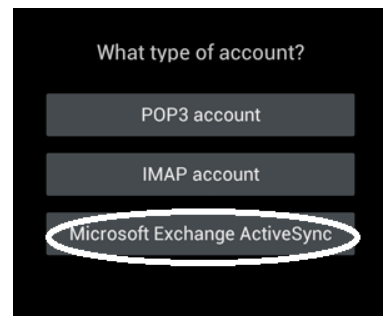 What type of account?
POP3 account
IMAP account
Microsoft Exchange ActiveSync